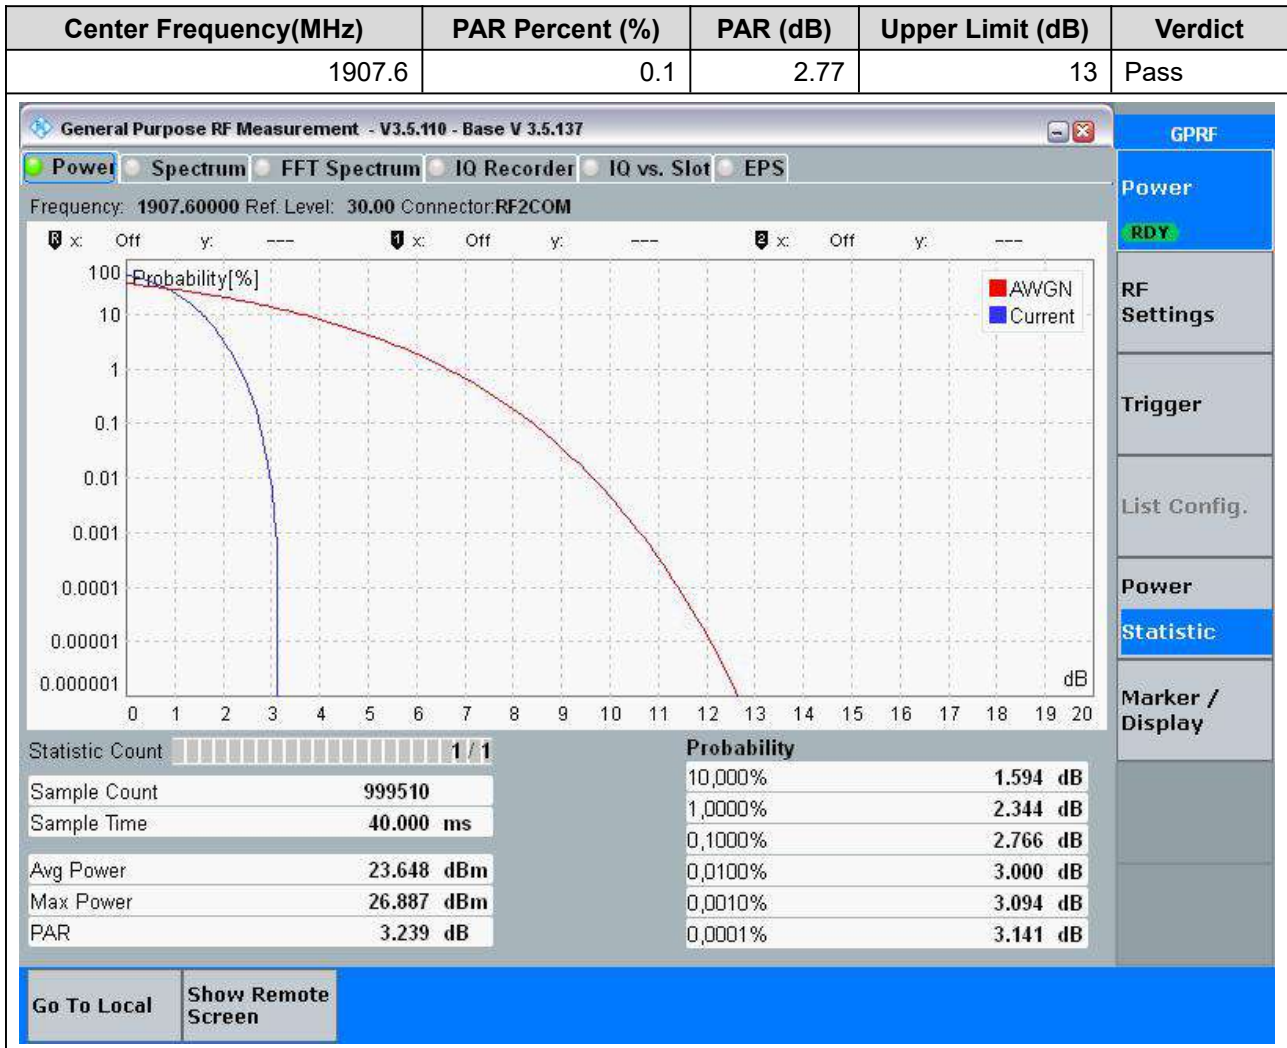 Center Frequency(MHz) PAR Percent (%) PAR (dB) Upper Limit (dB) Verdict
1907.6 0.1 2.77 13 Pass
General Purpose RF Measurement - V3.5.110 - Base V 3.5.137
GPRF
Power Spectrum FFT Spectrum IQ Recorder IQ vs. Slot EPS
Frequency: 1907.60000 Ref. Level: 30.00 Connector:RF2COM
R x: Off y: --- 1 x: Off y: --- 2 x: Off y: ---
Probability[%]
AWGN
Current
100
10
1
0.1
0.01
0.001
0.0001
0.00001
0.000001
dB
0 1 2 3 4 5 6 7 8 9 10 11 12 13 14 15 16 17 18 19 20
Statistic Count 1 / 1
Sample Count 999510
Sample Time 40.000 ms
Avg Power 23.648 dBm
Max Power 26.887 dBm
PAR 3.239 dB
Probability
10,000% 1.594 dB
1,0000% 2.344 dB
0,1000% 2.766 dB
0,0100% 3.000 dB
0,0010% 3.094 dB
0,0001% 3.141 dB
Power
RDY
RF
Settings
Trigger
List Config.
Power
Statistic
Marker /
Display
Go To Local
Show Remote
Screen